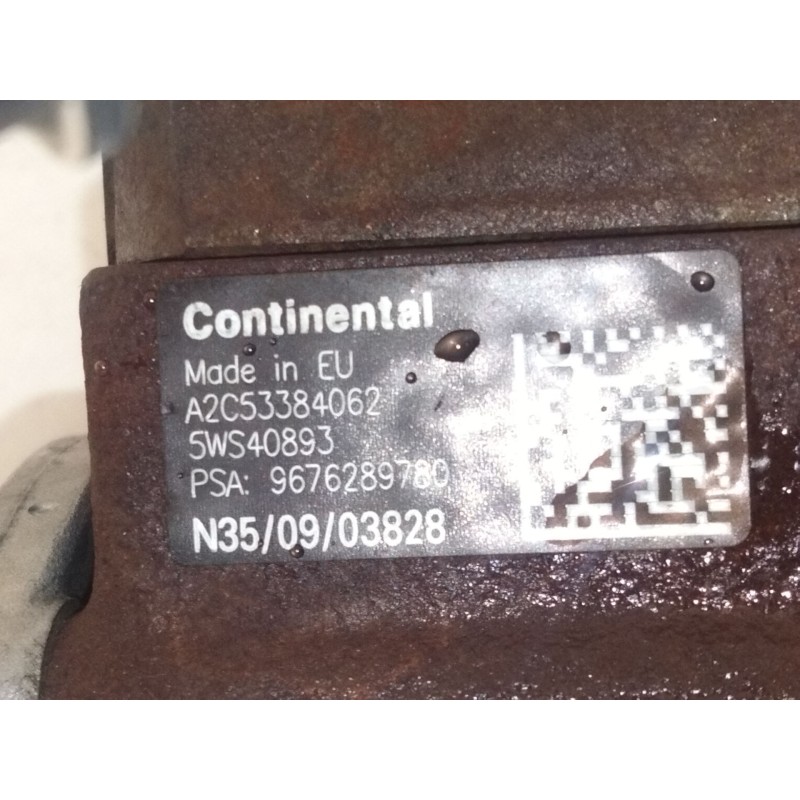 Continental
Made in EU
A2C53384062
5WS40893
PSA: 9676289780
N35/09/03828